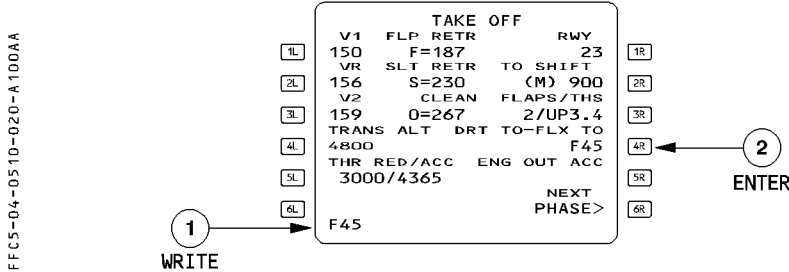 FFC5-04-0510-020-A100AA
TAKE OFF
V1 FLP RETR RWY
1L 150 F=187 23 1R
VR SLT RETR TO SHIFT
2L 156 S=230 (M) 900 2R
V2 CLEAN FLAPS/THS
3L 159 O=267 2/UP3.4 3R
TRANS ALT DRT TO-FLX TO
4L 4800 F45 4R 2
ENTER
THR RED/ACC ENG OUT ACC
5L 3000/4365 5R
NEXT
6L PHASE> 6R
1 F45
WRITE